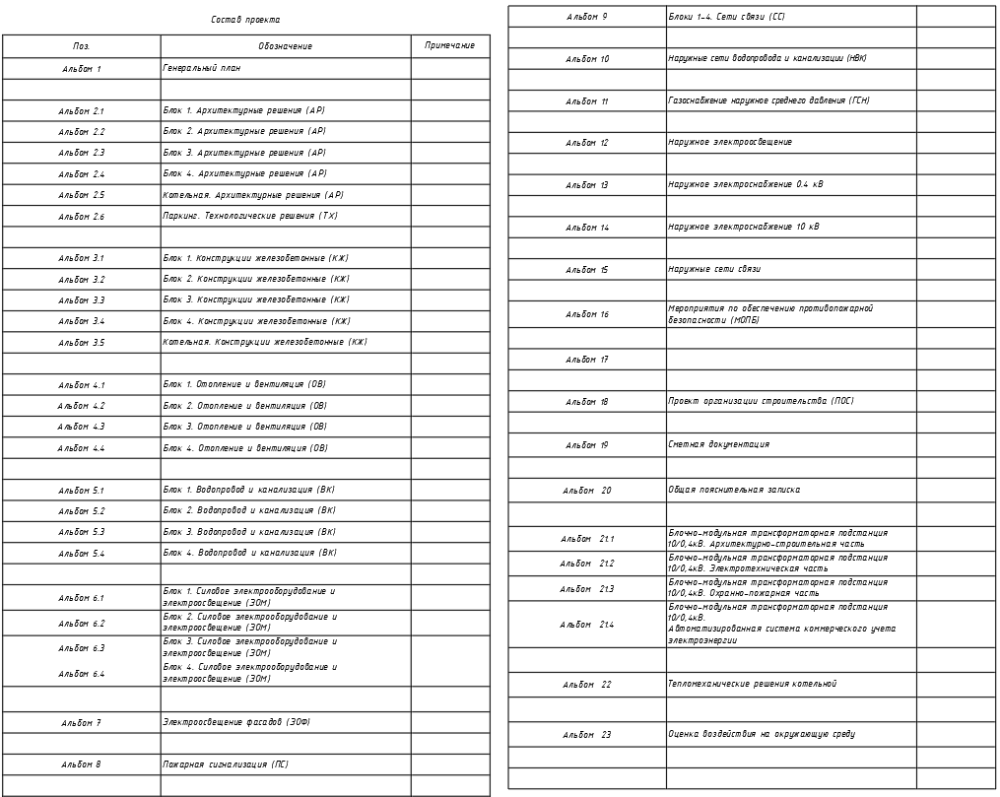 Состав проекта
Поз. Обозначение Примечание
Альбом 1 Генеральный план
Альбом 2.1 Блок 1. Архитектурные решения (АР)
Альбом 2.2 Блок 2. Архитектурные решения (АР)
Альбом 2.3 Блок 3. Архитектурные решения (АР)
Альбом 2.4 Блок 4. Архитектурные решения (АР)
Альбом 2.5 Котельная. Архитектурные решения (АР)
Альбом 2.6 Паркинг. Технологические решения (ТХ)
Альбом 3.1 Блок 1. Конструкции железобетонные (КЖ)
Альбом 3.2 Блок 2. Конструкции железобетонные (КЖ)
Альбом 3.3 Блок 3. Конструкции железобетонные (КЖ)
Альбом 3.4 Блок 4. Конструкции железобетонные (КЖ)
Альбом 3.5 Котельная. Конструкции железобетонные (КЖ)
Альбом 4.1 Блок 1. Отопление и вентиляция (ОВ)
Альбом 4.2 Блок 2. Отопление и вентиляция (ОВ)
Альбом 4.3 Блок 3. Отопление и вентиляция (ОВ)
Альбом 4.4 Блок 4. Отопление и вентиляция (ОВ)
Альбом 5.1 Блок 1. Водопровод и канализация (ВК)
Альбом 5.2 Блок 2. Водопровод и канализация (ВК)
Альбом 5.3 Блок 3. Водопровод и канализация (ВК)
Альбом 5.4 Блок 4. Водопровод и канализация (ВК)
Альбом 6.1 Блок 1. Силовое электрооборудование и
электроосвещение (ЭОМ)
Альбом 6.2 Блок 2. Силовое электрооборудование и
электроосвещение (ЭОМ)
Альбом 6.3 Блок 3. Силовое электрооборудование и
электроосвещение (ЭОМ)
Альбом 6.4 Блок 4. Силовое электрооборудование и
электроосвещение (ЭОМ)
Альбом 7 Электроосвещение фасадов (ЭОФ)
Альбом 8 Пожарная сигнализация (ПС)
Альбом 9 Блоки 1-4. Сети связи (СС)
Альбом 10 Наружные сети водопровода и канализации (НВК)
Альбом 11 Газоснабжение наружное среднего давления (ГСН)
Альбом 12 Наружное электроосвещение
Альбом 13 Наружное электроснабжение 0.4 кВ
Альбом 14 Наружное электроснабжение 10 кВ
Альбом 15 Наружные сети связи
Альбом 16 Мероприятия по обеспечению противопожарной
безопасности (МОПБ)
Альбом 17
Альбом 18 Проект организации строительства (ПОС)
Альбом 19 Сметная документация
Альбом 20 Общая пояснительная записка
Альбом 21.1 Блочно-модульная трансформаторная подстанция
10/0,4кВ. Архитектурно-строительная часть
Альбом 21.2 Блочно-модульная трансформаторная подстанция
10/0,4кВ. Электротехническая часть
Альбом 21.3 Блочно-модульная трансформаторная подстанция
10/0,4кВ. Охранно-пожарная часть
Альбом 21.4 Блочно-модульная трансформаторная подстанция
10/0,4кВ.
Автоматизированная система коммерческого учета
электроэнергии
Альбом 22 Тепломеханические решения котельной
Альбом 23 Оценка воздействия на окружающую среду